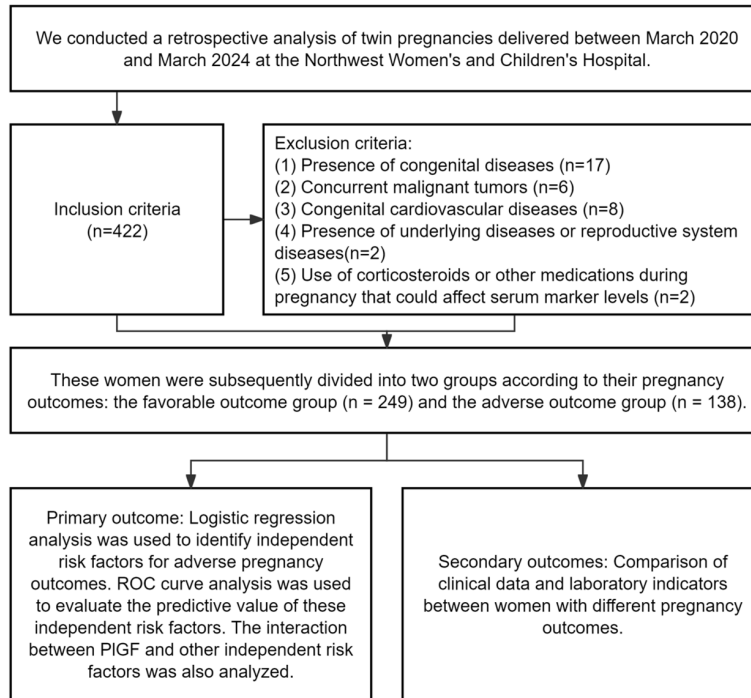 We conducted a retrospective analysis of twin pregnancies delivered between March 2020
and March 2024 at the Northwest Women's and Children's Hospital.
Inclusion criteria
(n=422)
Exclusion criteria:
(1) Presence of congenital diseases (n=17)
(2) Concurrent malignant tumors (n=6)
(3) Congenital cardiovascular diseases (n=8)
(4) Presence of underlying diseases or reproductive system
diseases(n=2)
(5) Use of corticosteroids or other medications during
pregnancy that could affect serum marker levels (n=2)
These women were subsequently divided into two groups according to their pregnancy
outcomes: the favorable outcome group (n = 249) and the adverse outcome group (n = 138).
Primary outcome: Logistic regression
analysis was used to identify independent
risk factors for adverse pregnancy
outcomes. ROC curve analysis was used
to evaluate the predictive value of these
independent risk factors. The interaction
between PlGF and other independent risk
factors was also analyzed.
Secondary outcomes: Comparison of
clinical data and laboratory indicators
between women with different pregnancy
outcomes.